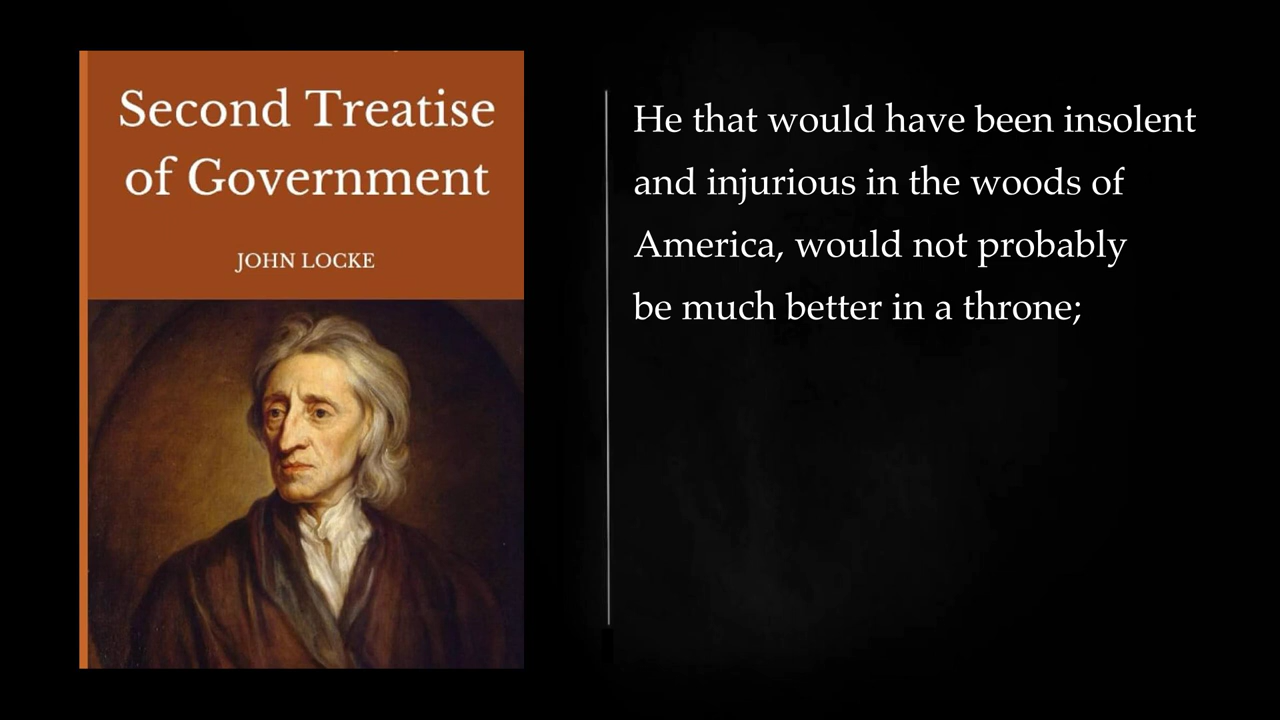 Second Treatise
of Government
JOHN LOCKE
He that would have been insolent
and injurious in the woods of
America, would not probably
be much better in a throne;